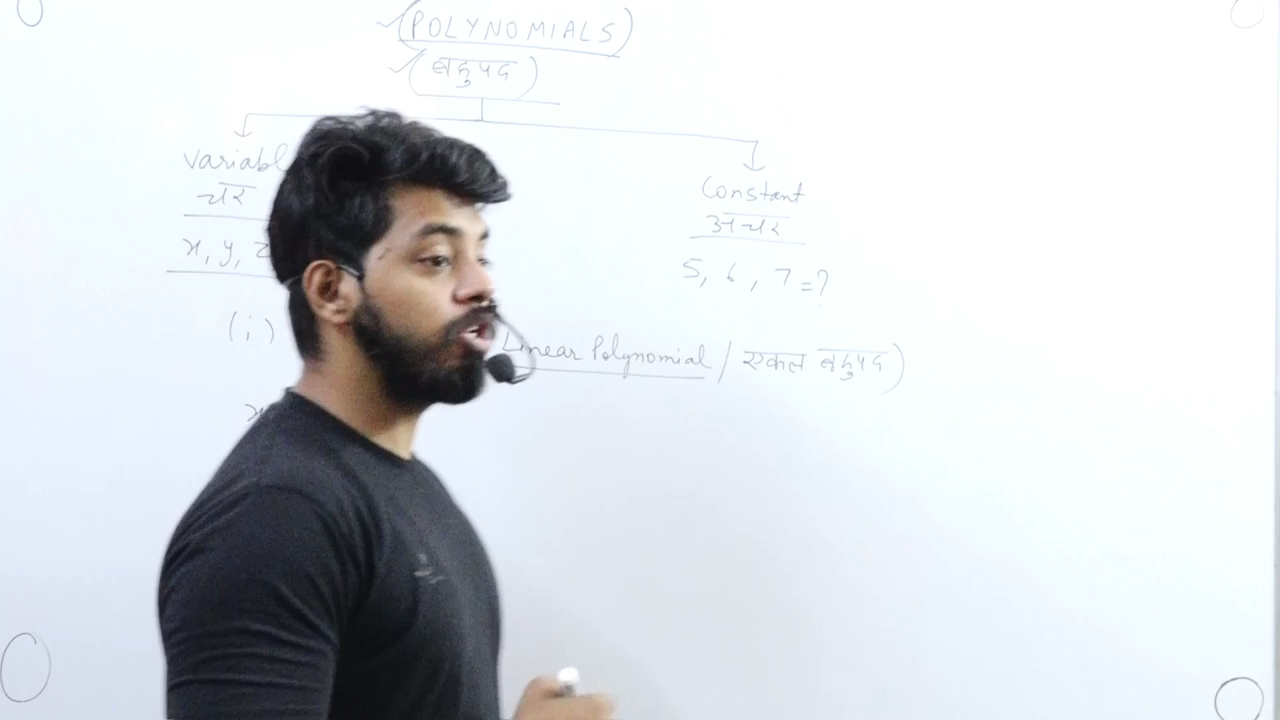 (POLYNOMIALS)
(बहुपद)
variabl
चर
x, y, z
Constant
अचर
5, 6, 7 = ?
(i)
Linear Polynomial / एकल बहुपद)
x